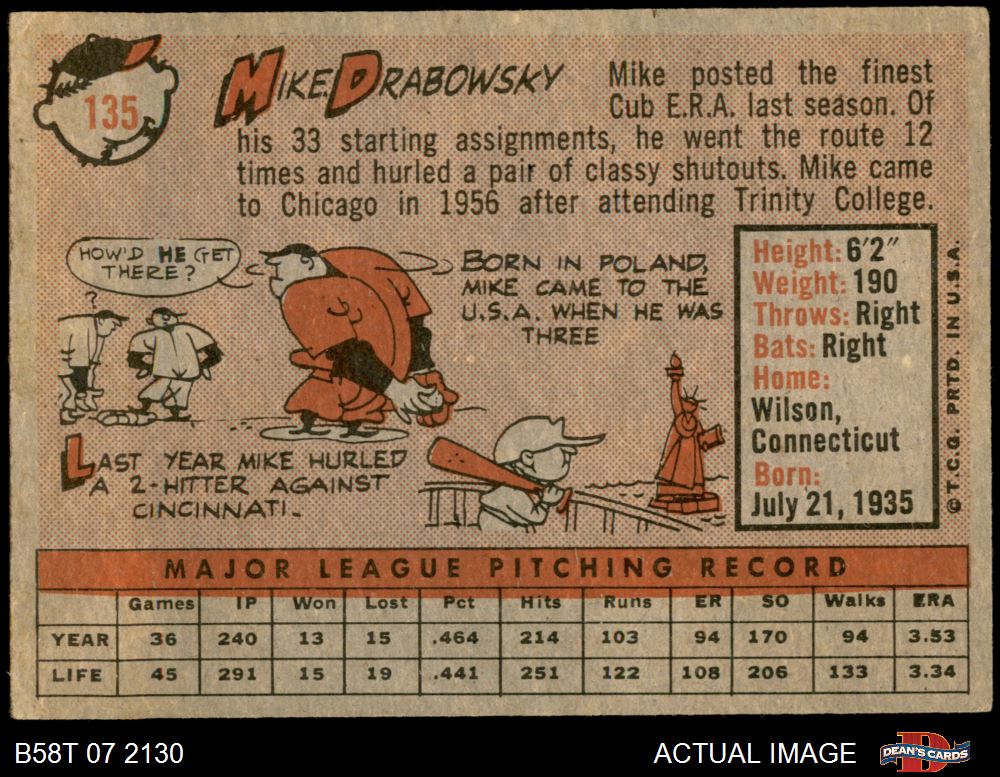 135
MIKE DRABOWSKY
Mike posted the finest
Cub E.R.A. last season. Of
his 33 starting assignments, he went the route 12
times and hurled a pair of classy shutouts. Mike came
to Chicago in 1956 after attending Trinity College.
HOW'D HE GET
THERE?
?
BORN IN POLAND,
MIKE CAME TO THE
U.S.A. WHEN HE WAS
THREE
LAST YEAR MIKE HURLED
A 2-HITTER AGAINST
CINCINNATI.
Height: 6'2"
Weight: 190
Throws: Right
Bats: Right
Home:
Wilson,
Connecticut
Born:
July 21, 1935
© T.C.G. PRTD. IN U.S.A.
MAJOR LEAGUE PITCHING RECORD
Games IP Won Lost Pct Hits Runs ER SO Walks ERA
YEAR 36 240 13 15 .464 214 103 94 170 94 3.53
LIFE 45 291 15 19 .441 251 122 108 206 133 3.34
B58T 07 2130
ACTUAL IMAGE
DEAN'S CARDS